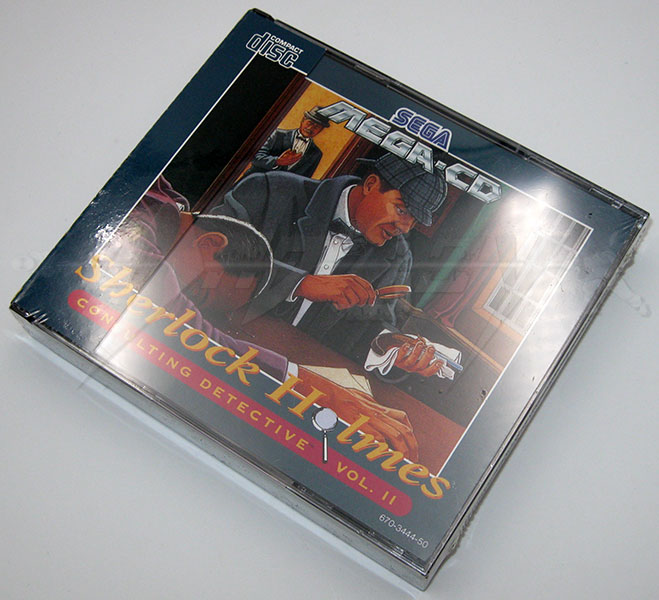 COMPACT
disc
SEGA
MEGA-CD
Sherlock Holmes
CONSULTING DETECTIVE VOL. II
670-3444-50